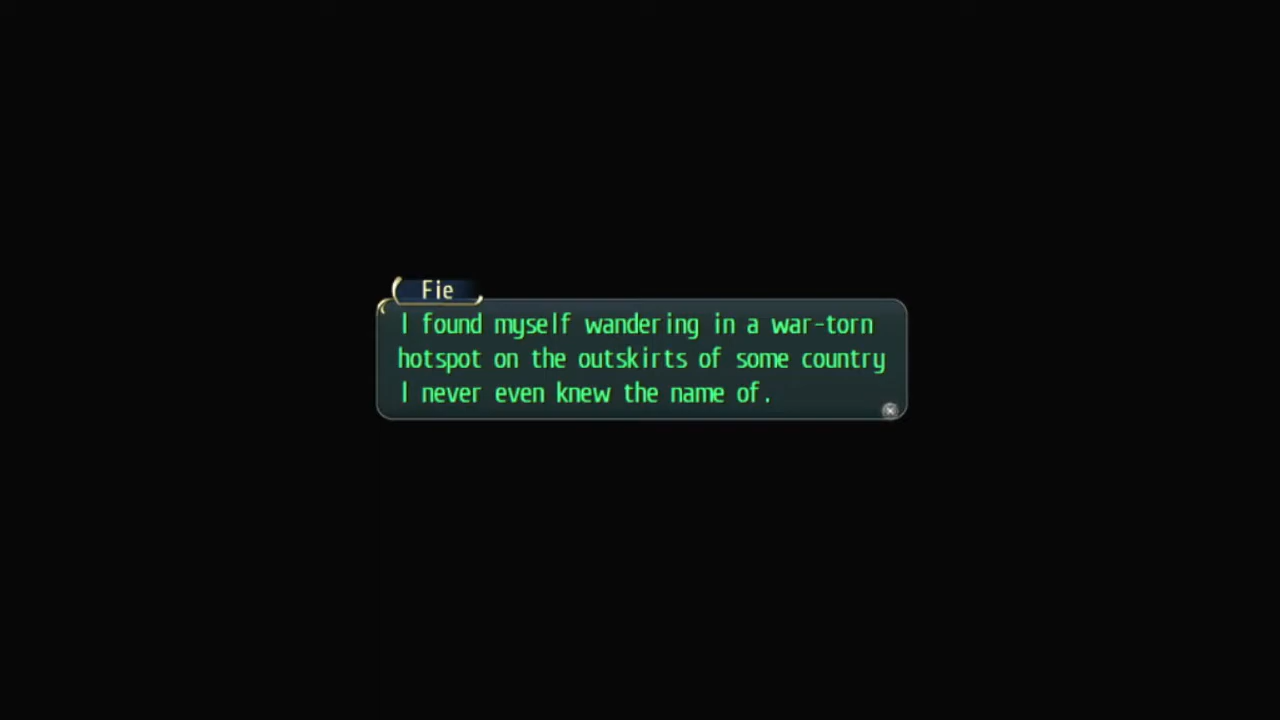 Fie
I found myself wandering in a war-torn
hotspot on the outskirts of some country
I never even knew the name of.